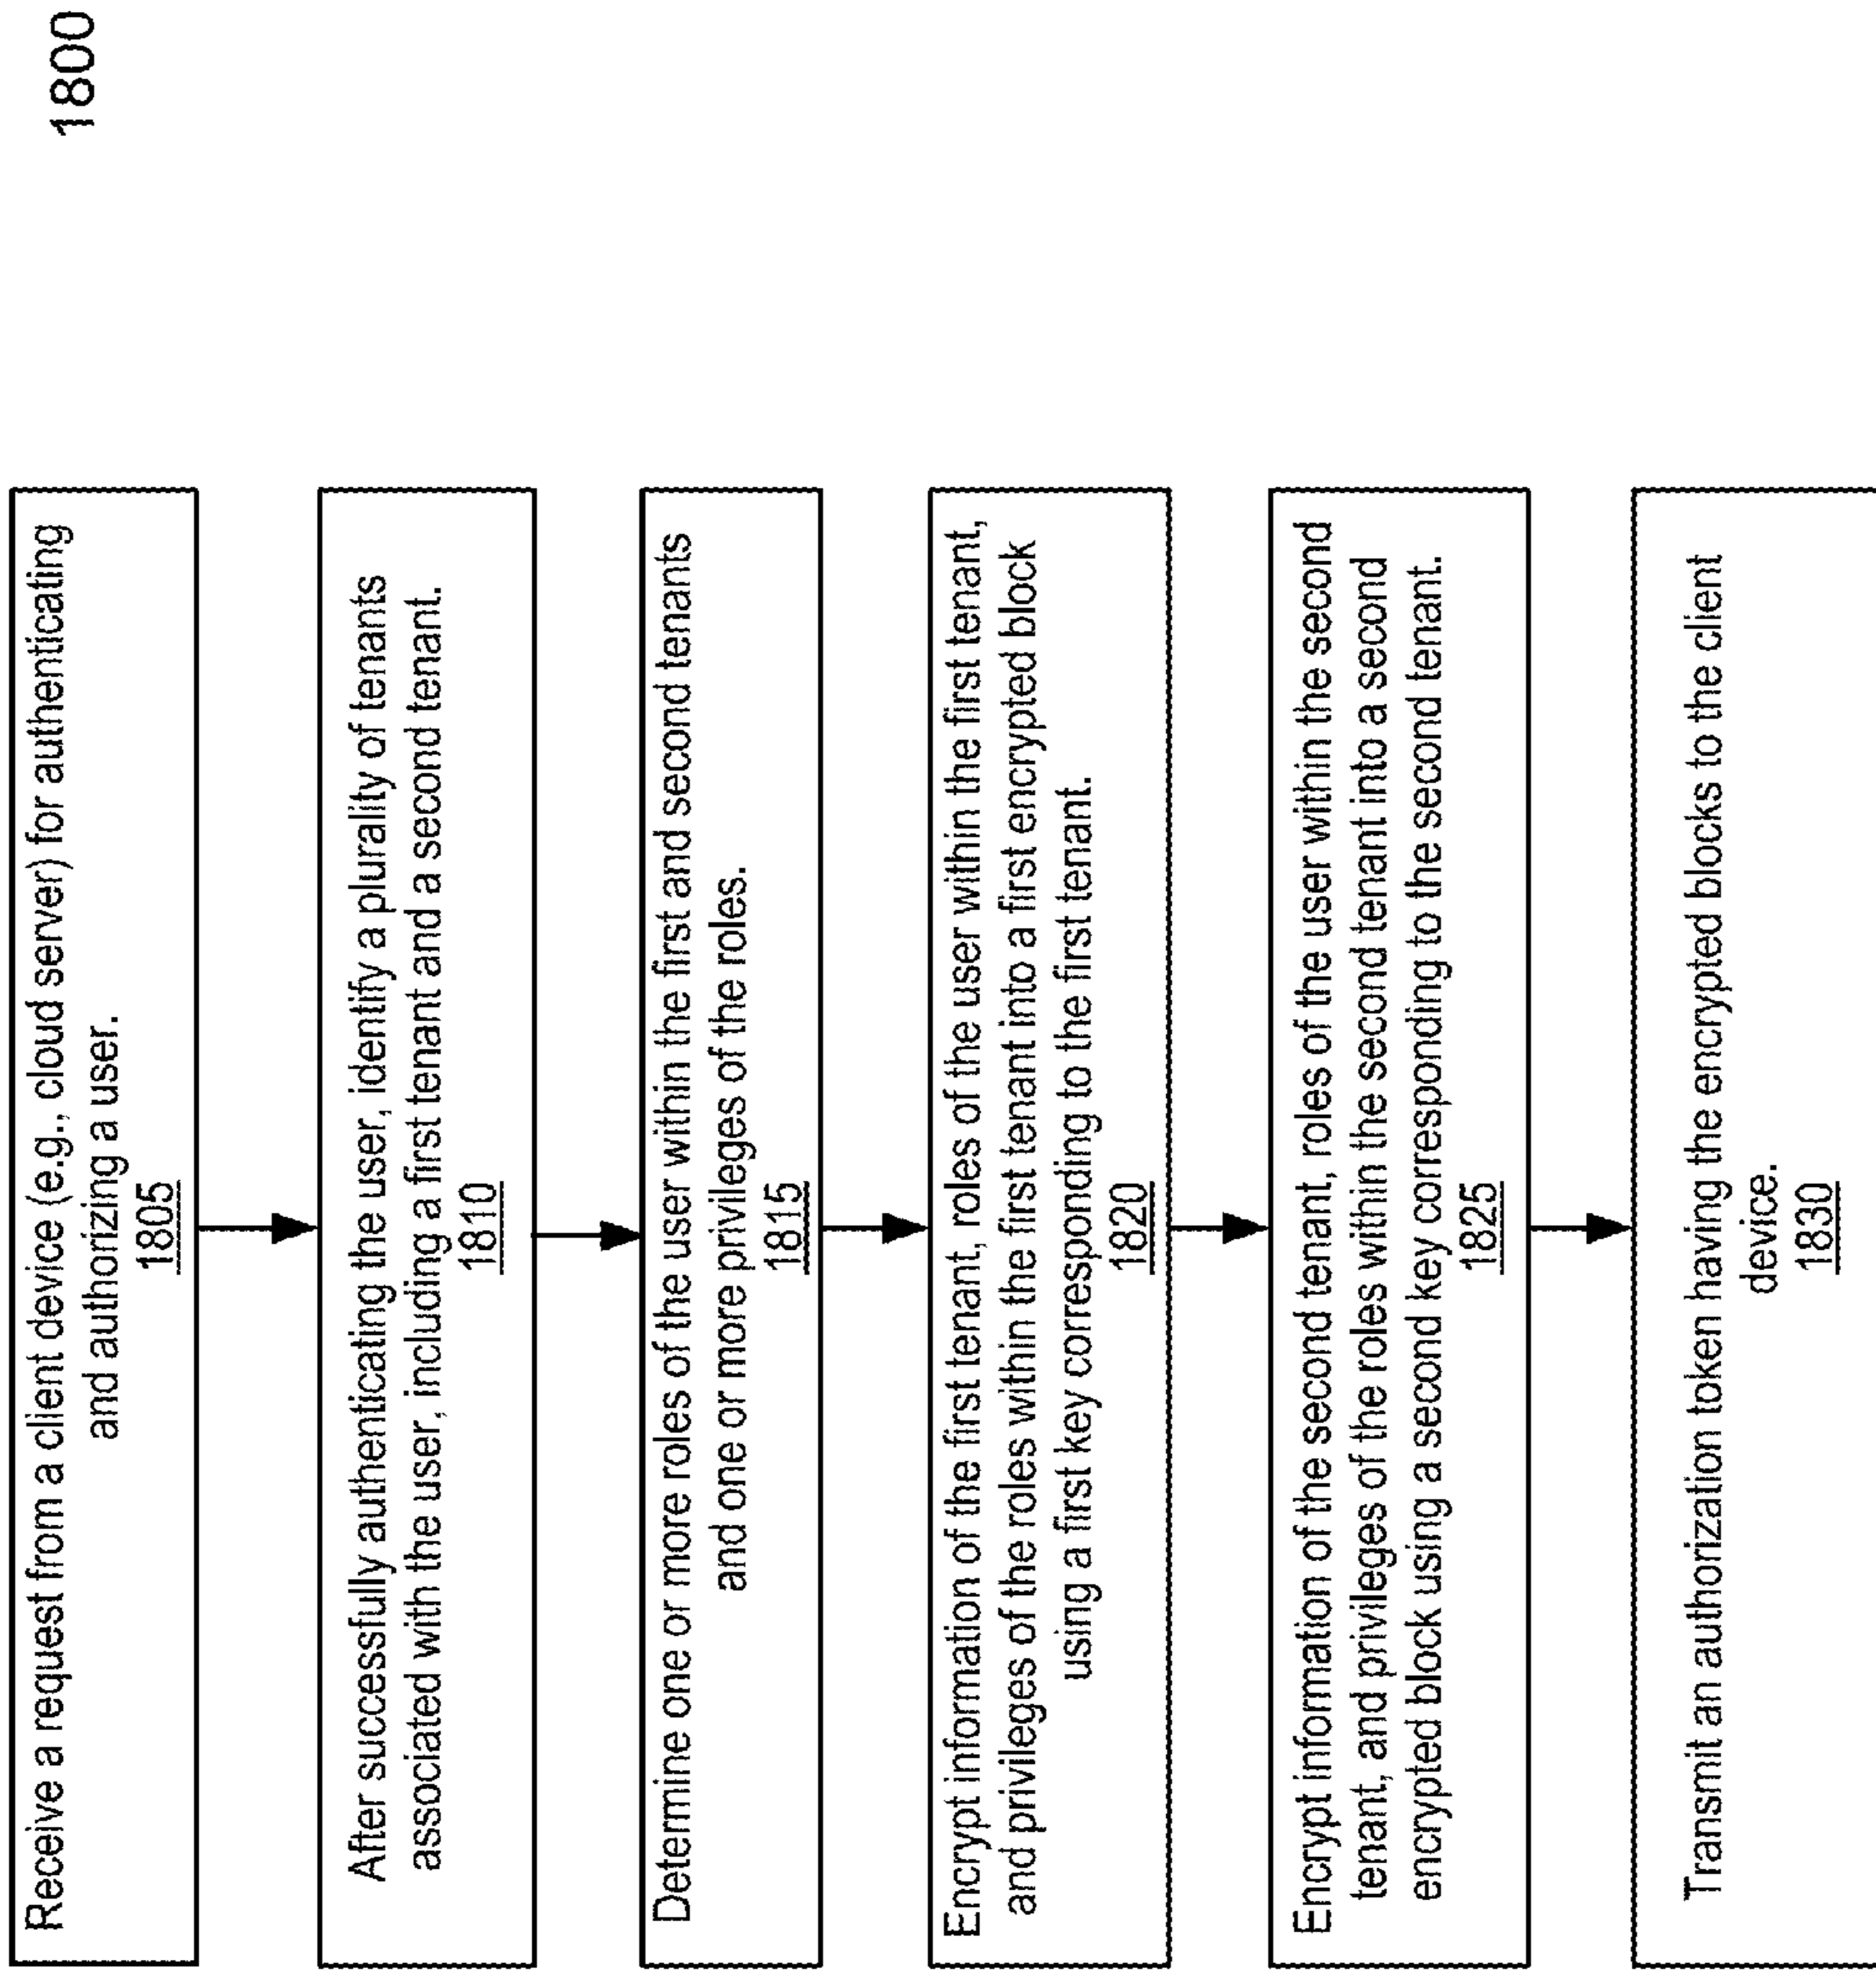 1800
Receive a request from a client device (e.g., cloud server) for authenticating
and authorizing a user.
1805
After successfully authenticating the user, identify a plurality of tenants
associated with the user, including a first tenant and a second tenant.
1810
Determine one or more roles of the user within the first and second tenants
and one or more privileges of the roles.
1815
Encrypt information of the first tenant, roles of the user within the first tenant,
and privileges of the roles within the first tenant into a first encrypted block
using a first key corresponding to the first tenant.
1820
Encrypt information of the second tenant, roles of the user within the second
tenant, and privileges of the roles within the second tenant into a second
encrypted block using a second key corresponding to the second tenant.
1825
Transmit an authorization token having the encrypted blocks to the client
device.
1830